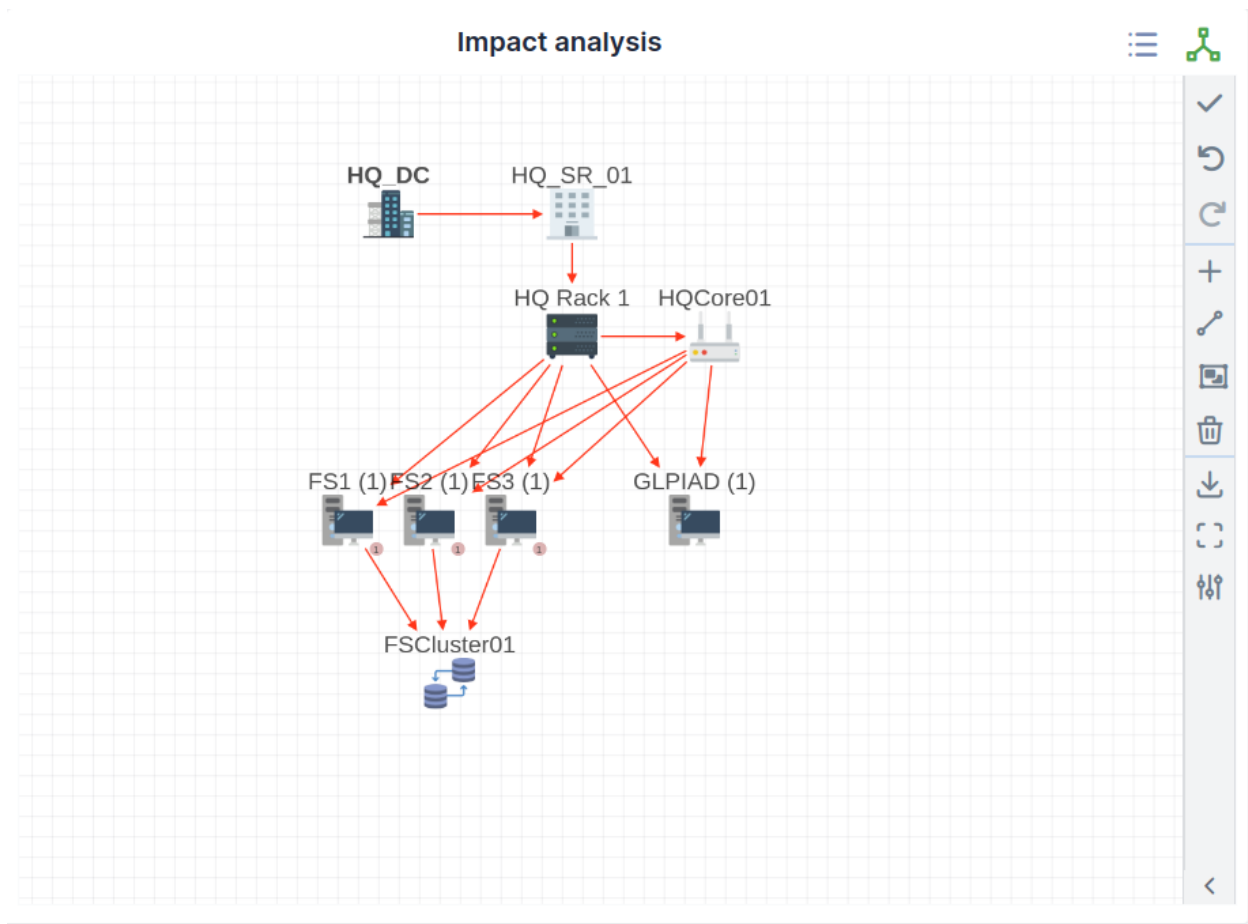 Impact analysis
HQ_DC
HQ_SR_01
HQ Rack 1
HQCore01
FS1 (1)
FS2 (1)
FS3 (1)
GLPIAD (1)
1
1
1
FSCluster01